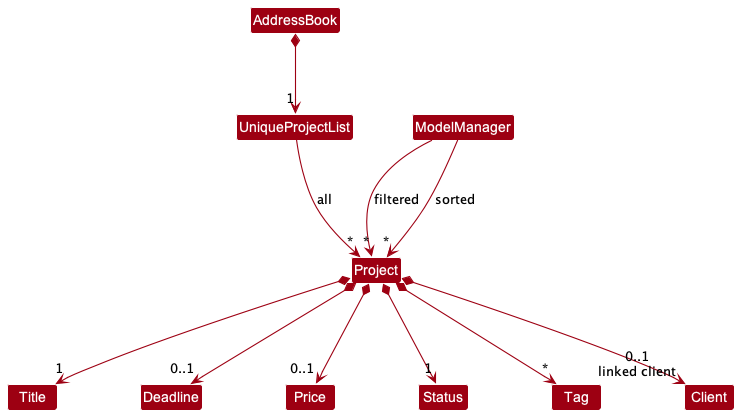 AddressBook
1
UniqueProjectList
ModelManager
all
filtered
sorted
*
*
*
Project
1
0..1
0..1
1
*
0..1
linked client
Title
Deadline
Price
Status
Tag
Client